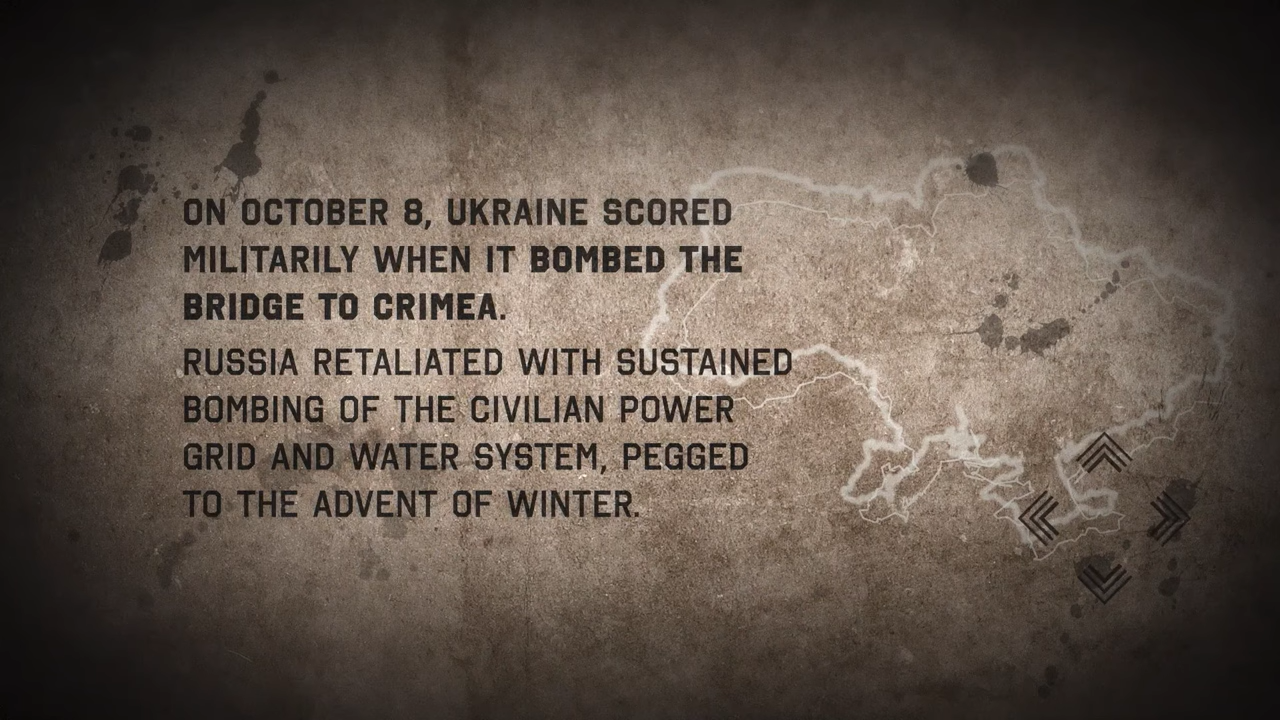 ON OCTOBER 8, UKRAINE SCORED
MILITARILY WHEN IT BOMBED THE
BRIDGE TO CRIMEA.
RUSSIA RETALIATED WITH SUSTAINED
BOMBING OF THE CIVILIAN POWER
GRID AND WATER SYSTEM, PEGGED
TO THE ADVENT OF WINTER.